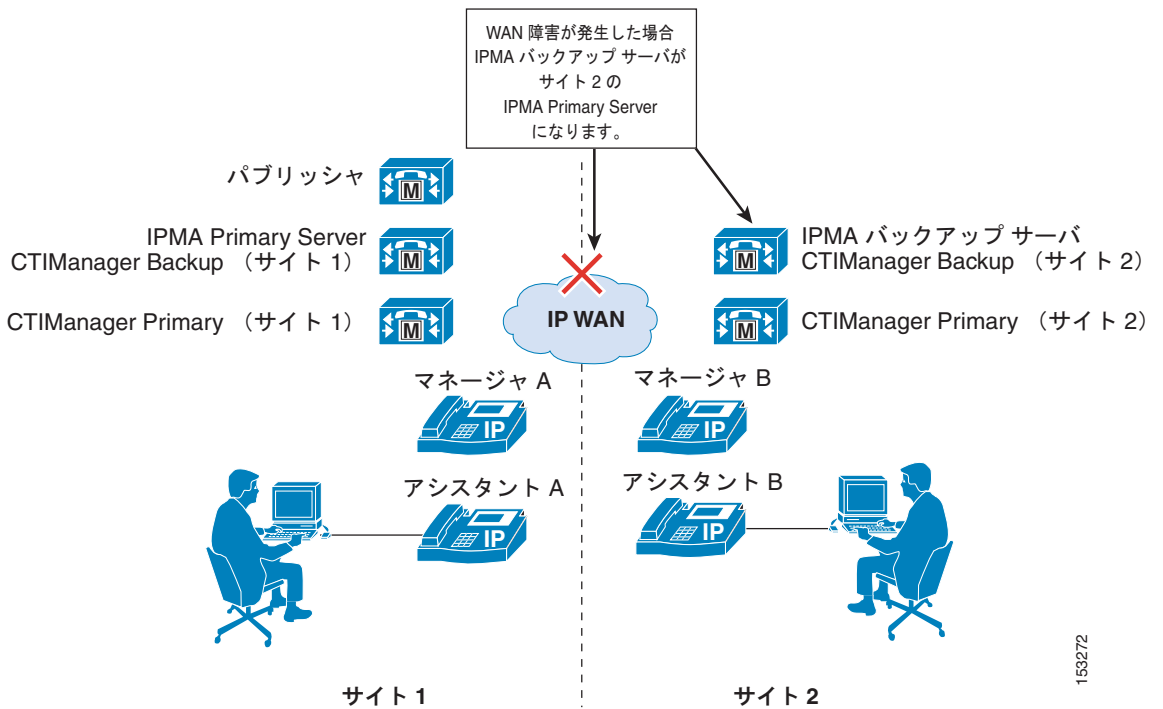 WAN 障害が発生した場合
IPMA バックアップ サーバが
サイト 2 の
IPMA Primary Server
になります。
パブリッシャ
M
IPMA Primary Server
CTIManager Backup （サイト 1）
M
CTIManager Primary （サイト 1）
M
IP WAN
M
IPMA バックアップ サーバ
CTIManager Backup （サイト 2）
M
CTIManager Primary （サイト 2）
マネージャ A
IP
マネージャ B
IP
アシスタント A
IP
アシスタント B
IP
サイト 1
サイト 2
153272